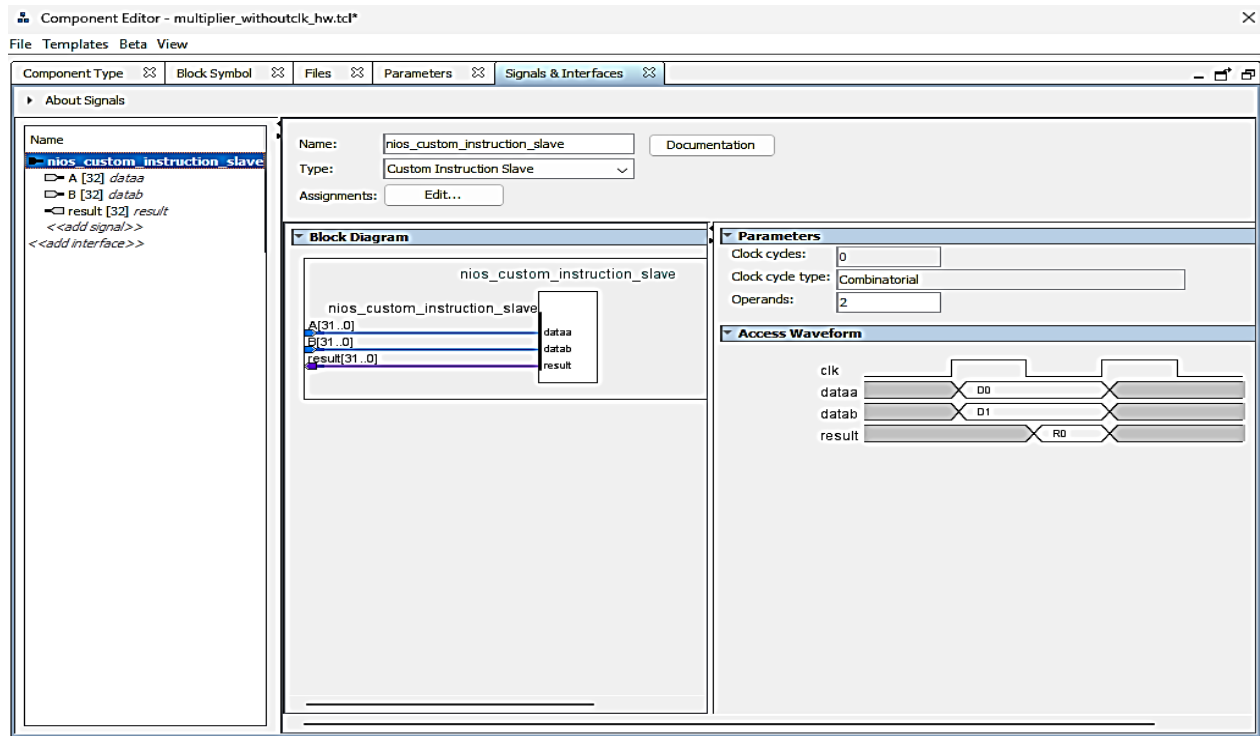 Component Editor - multiplier_withoutclk_hw.tcl*
File Templates Beta View
Component Type Block Symbol Files Parameters Signals & Interfaces
About Signals
Name
nios_custom_instruction_slave
A [32] dataa
B [32] datab
result [32] result
<<add signal>>
<<add interface>>
Name: nios_custom_instruction_slave Documentation
Type: Custom Instruction Slave
Assignments: Edit...
Block Diagram
nios_custom_instruction_slave
nios_custom_instruction_slave
A[31..0] dataa
B[31..0] datab
result[31..0] result
Parameters
Clock cycles: 0
Clock cycle type: Combinatorial
Operands: 2
Access Waveform
clk
dataa D0
datab D1
result R0